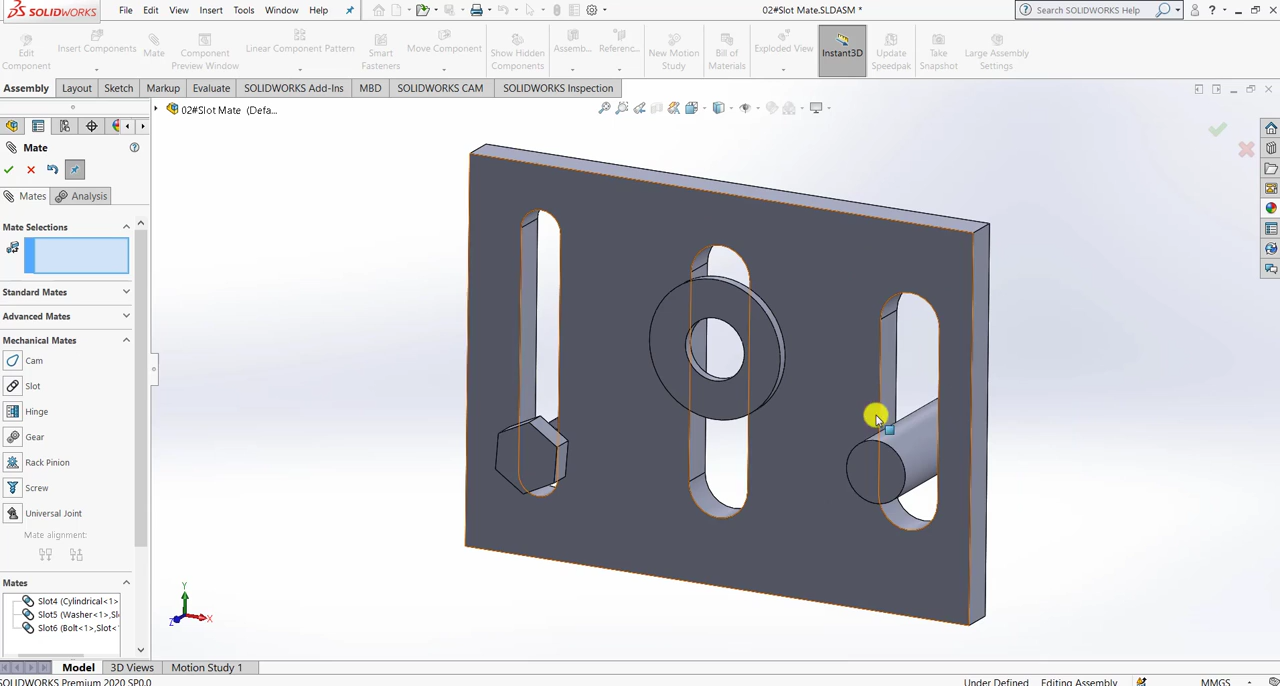 SOLIDWORKS
File Edit View Insert Tools Window Help
02#Slot Mate.SLDASM *
Search SOLIDWORKS Help
Edit Component
Insert Components
Mate
Component Preview Window
Linear Component Pattern
Smart Fasteners
Move Component
Show Hidden Components
Assemb...
Referenc...
New Motion Study
Bill of Materials
Exploded View
Instant3D
Update Speedpak
Take Snapshot
Large Assembly Settings
Assembly Layout Sketch Markup Evaluate SOLIDWORKS Add-Ins MBD SOLIDWORKS CAM SOLIDWORKS Inspection
02#Slot Mate (Defa...
Mate
Mates Analysis
Mate Selections
Standard Mates
Advanced Mates
Mechanical Mates
Cam
Slot
Hinge
Gear
Rack Pinion
Screw
Universal Joint
Mate alignment:
Mates
Slot4 (Cylindrical<1>
Slot5 (Washer<1>,Sl
Slot6 (Bolt<1>,Slot<
Y
X
Z
Model 3D Views Motion Study 1
SOLIDWORKS Premium 2020 SP0.0
Under Defined Editing Assembly MMGS